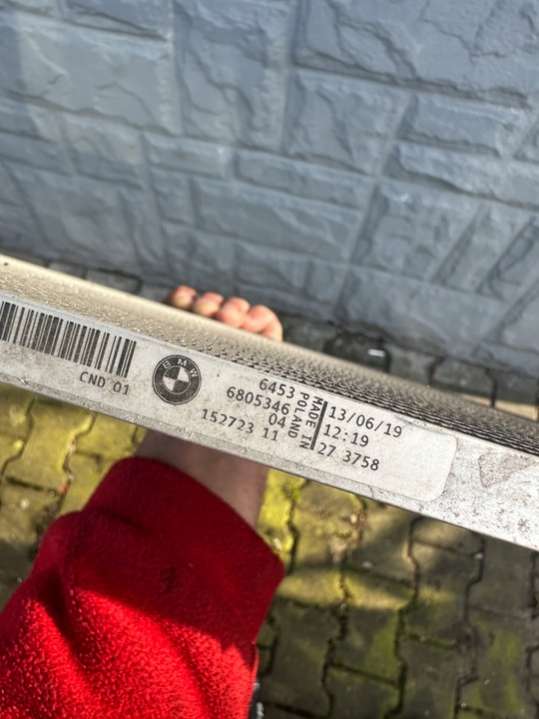 CND 01
BMW
6453
6805346
04
152723 11
MADE IN
POLAND
13/06/19
12:19
27 3758